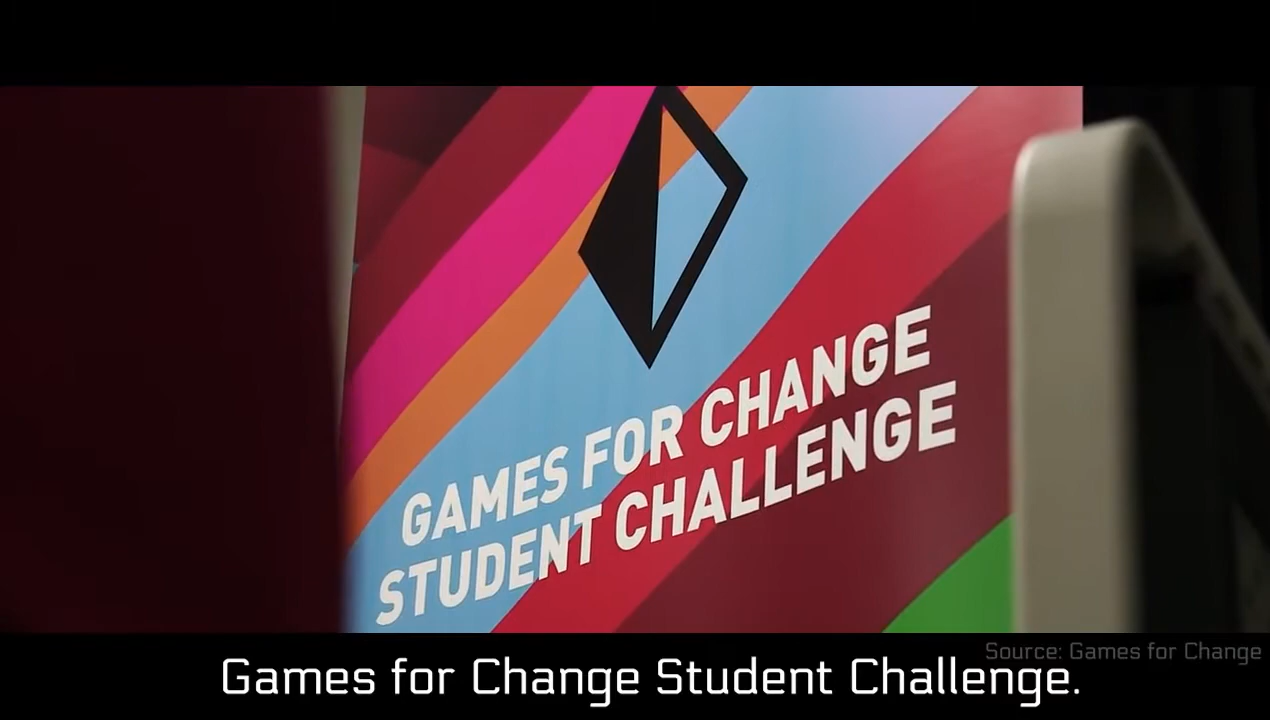 GAMES FOR CHANGE
STUDENT CHALLENGE
Source: Games for Change
Games for Change Student Challenge.